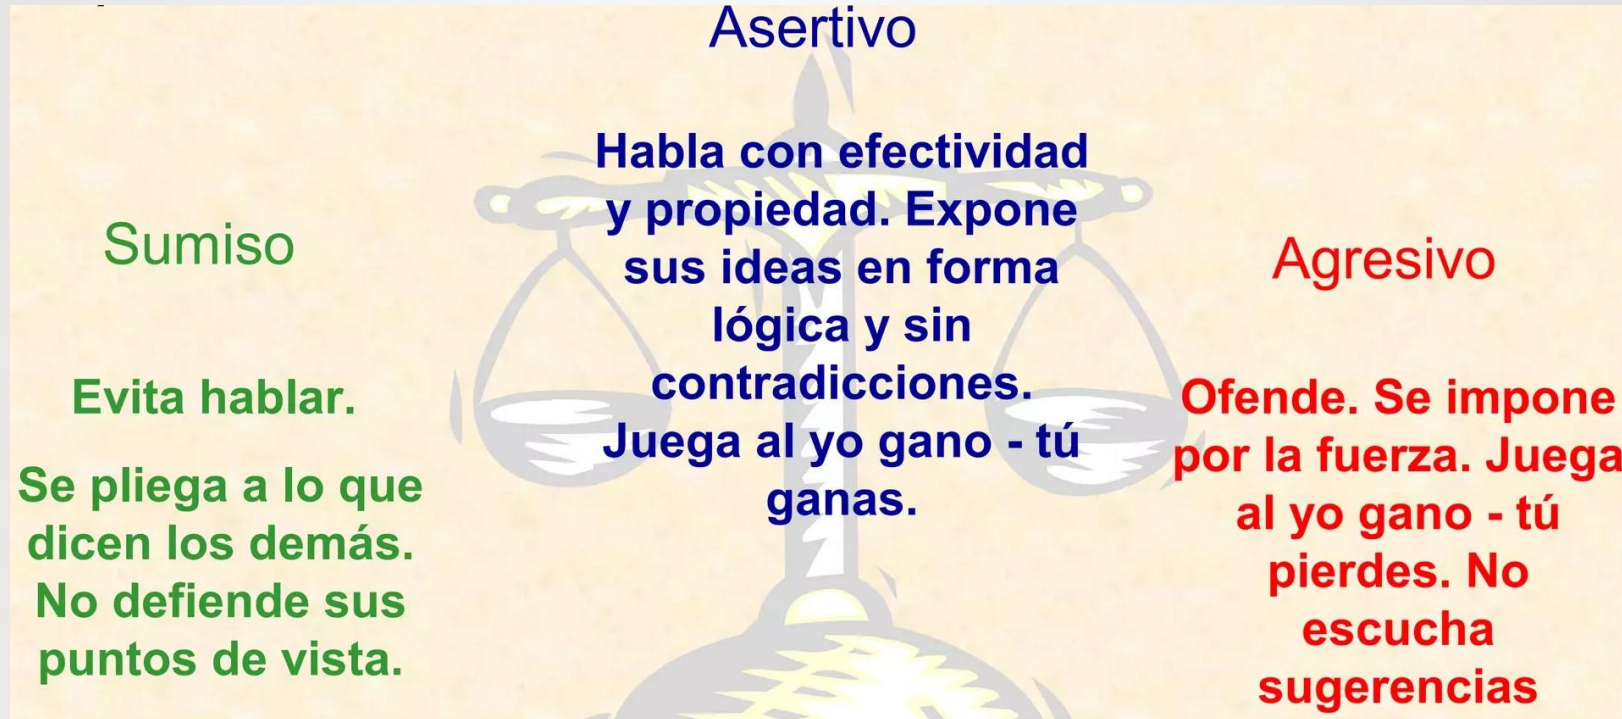 Asertivo
Habla con efectividad
y propiedad. Expone
sus ideas en forma
lógica y sin
contradicciones.
Juega al yo gano - tú
ganas.
Sumiso
Evita hablar.
Se pliega a lo que
dicen los demás.
No defiende sus
puntos de vista.
Agresivo
Ofende. Se impone
por la fuerza. Juega
al yo gano - tú
pierdes. No
escucha
sugerencias